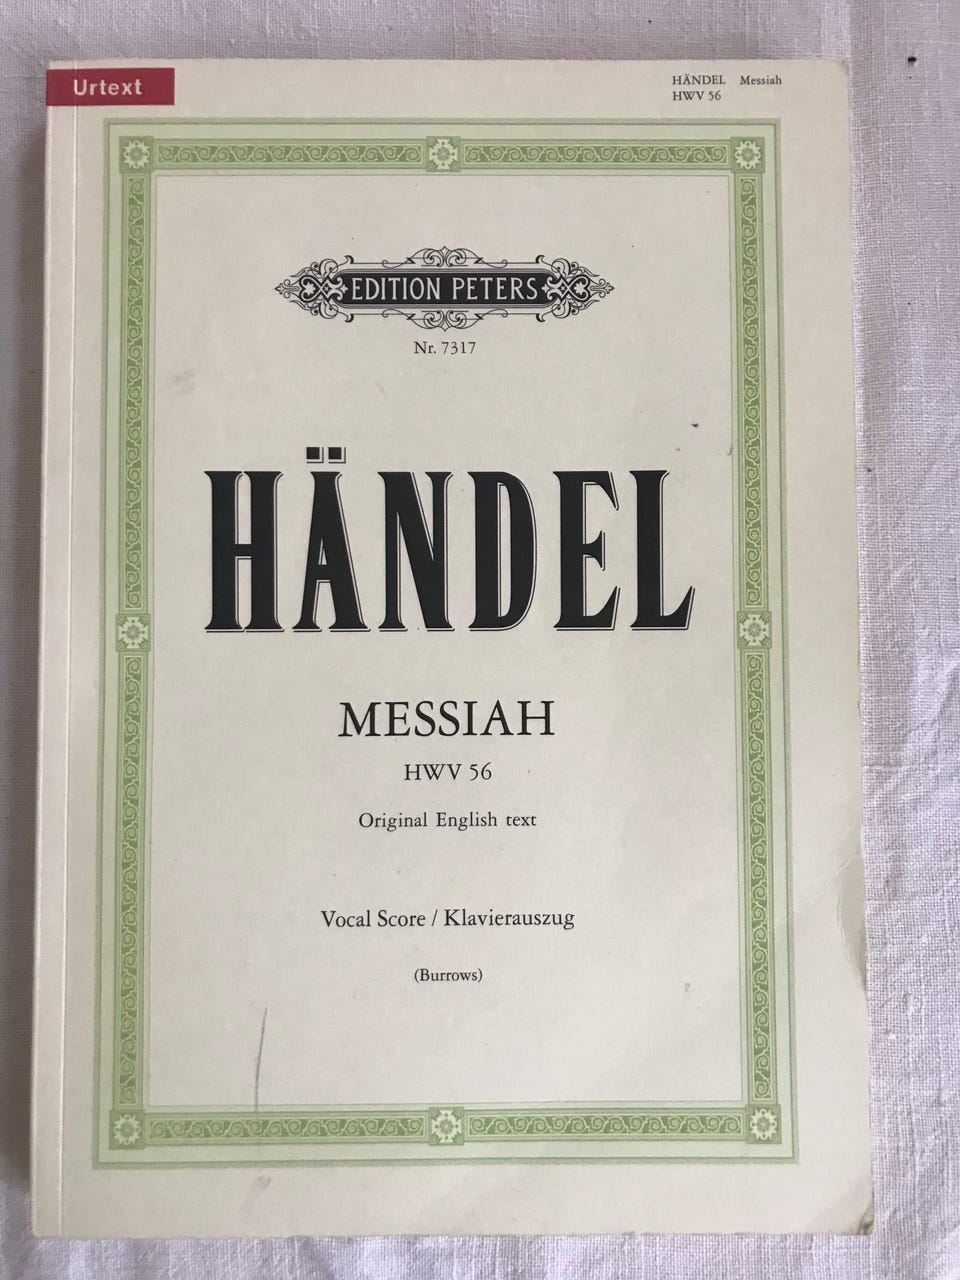 Urtext
HÄNDEL Messiah
HWV 56
EDITION PETERS
Nr. 7317
HÄNDEL
MESSIAH
HWV 56
Original English text
Vocal Score / Klavierauszug
(Burrows)